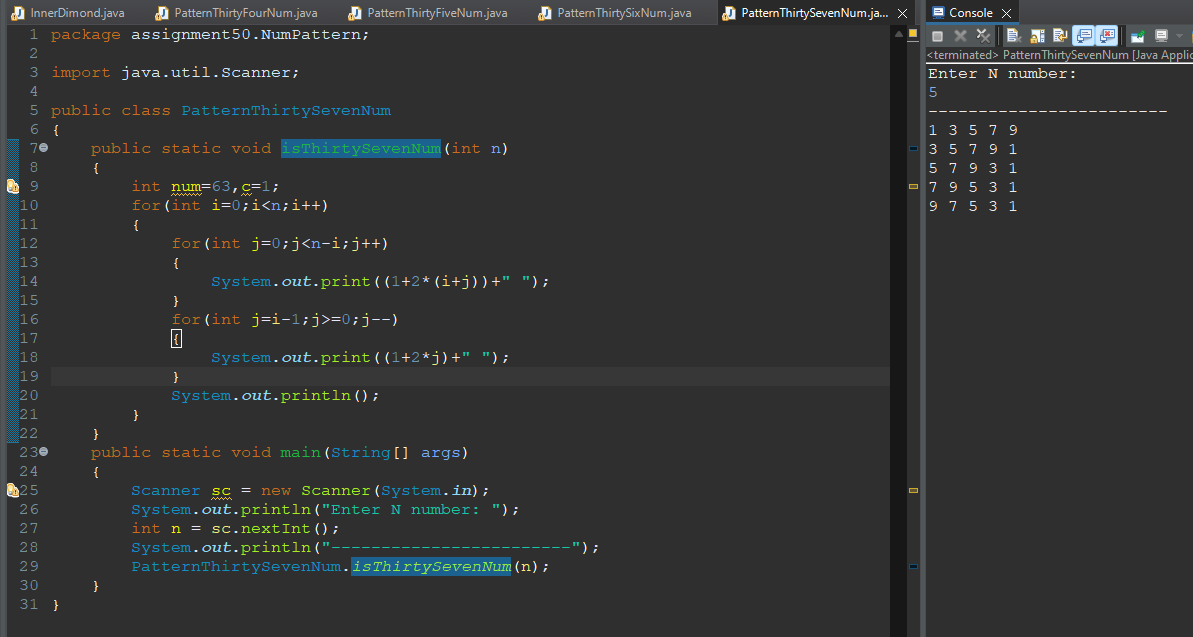 InnerDimond.java PatternThirtyFourNum.java PatternThirtyFiveNum.java PatternThirtySixNum.java PatternThirtySevenNum.ja...
1 package assignment50.NumPattern;
2
3 import java.util.Scanner;
4
5 public class PatternThirtySevenNum
6 {
7 public static void isThirtySevenNum(int n)
8 {
9 int num=63,c=1;
10 for(int i=0;i<n;i++)
11 {
12 for(int j=0;j<n-i;j++)
13 {
14 System.out.print((1+2*(i+j))+" ");
15 }
16 for(int j=i-1;j>=0;j--)
17 {
18 System.out.print((1+2*j)+" ");
19 }
20 System.out.println();
21 }
22 }
23 public static void main(String[] args)
24 {
25 Scanner sc = new Scanner(System.in);
26 System.out.println("Enter N number: ");
27 int n = sc.nextInt();
28 System.out.println("------------------------");
29 PatternThirtySevenNum.isThirtySevenNum(n);
30 }
31 }
Console
<terminated> PatternThirtySevenNum [Java Applic
Enter N number:
5
------------------------
1 3 5 7 9
3 5 7 9 1
5 7 9 3 1
7 9 5 3 1
9 7 5 3 1